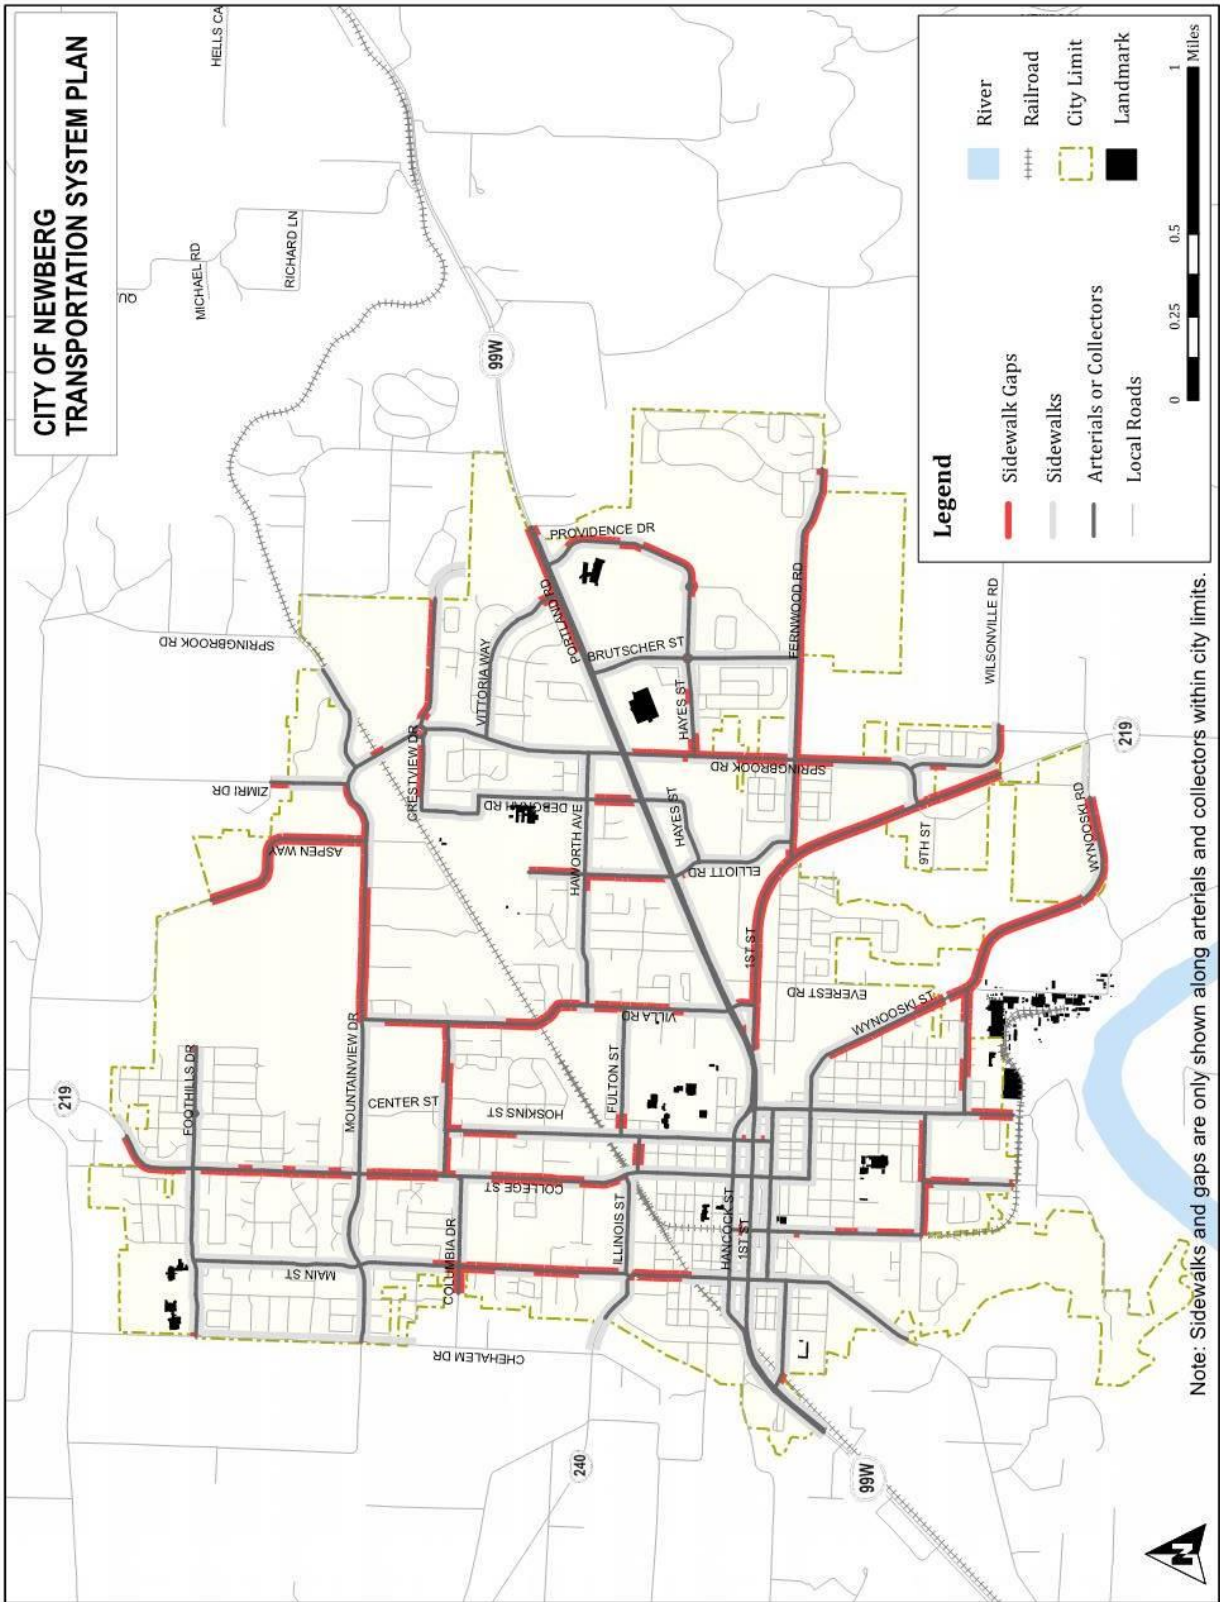 CITY OF NEWBERG
TRANSPORTATION SYSTEM PLAN
HELLS CA
MICHAEL RD
RICHARD LN
99W
219
SPRINGBROOK RD
ZIMRI DR
ASPEN WAY
CRESTVIEW DR
VITTORIA WAY
PORTLAND RD
PROVIDENCE DR
BRUTSCHER ST
HAYES ST
FERNWOOD RD
SPRINGBROOK RD
WILSONVILLE RD
219
DEBORAH RD
HAWORTH AVE
HAYES ST
ELLIOTT RD
9TH ST
WYNOOSKI RD
FOOTHILLS DR
MOUNTAINVIEW DR
CENTER ST
HOSKINS ST
VILLA RD
FULTON ST
1ST ST
EVEREST RD
WYNOOSKI ST
COLLEGE ST
MAIN ST
COLUMBIA DR
ILLINOIS ST
HANCOCK ST
1ST ST
CHEHALEM DR
240
99W
N
Legend
Sidewalk Gaps
Sidewalks
Arterials or Collectors
Local Roads
River
Railroad
City Limit
Landmark
0 0.25 0.5 1
Miles
Note: Sidewalks and gaps are only shown along arterials and collectors within city limits.